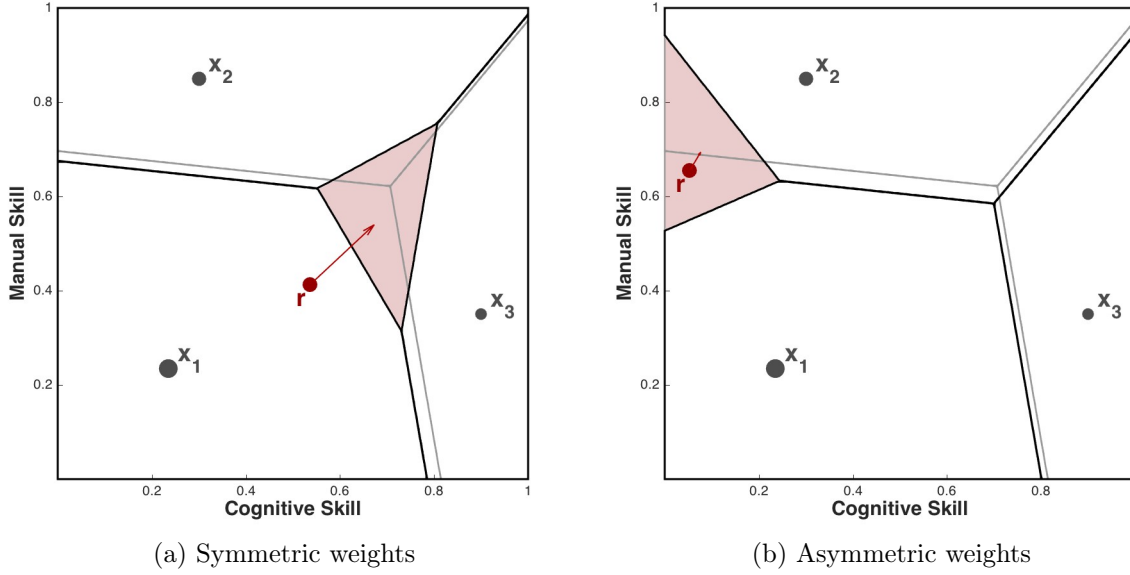 1
0.8
0.6
0.4
0.2
0.2
0.4
0.6
0.8
1
Manual Skill
Cognitive Skill
x2
r
x3
x1
(a) Symmetric weights
1
0.8
0.6
0.4
0.2
0.2
0.4
0.6
0.8
Manual Skill
Cognitive Skill
x2
r
x3
x1
(b) Asymmetric weights